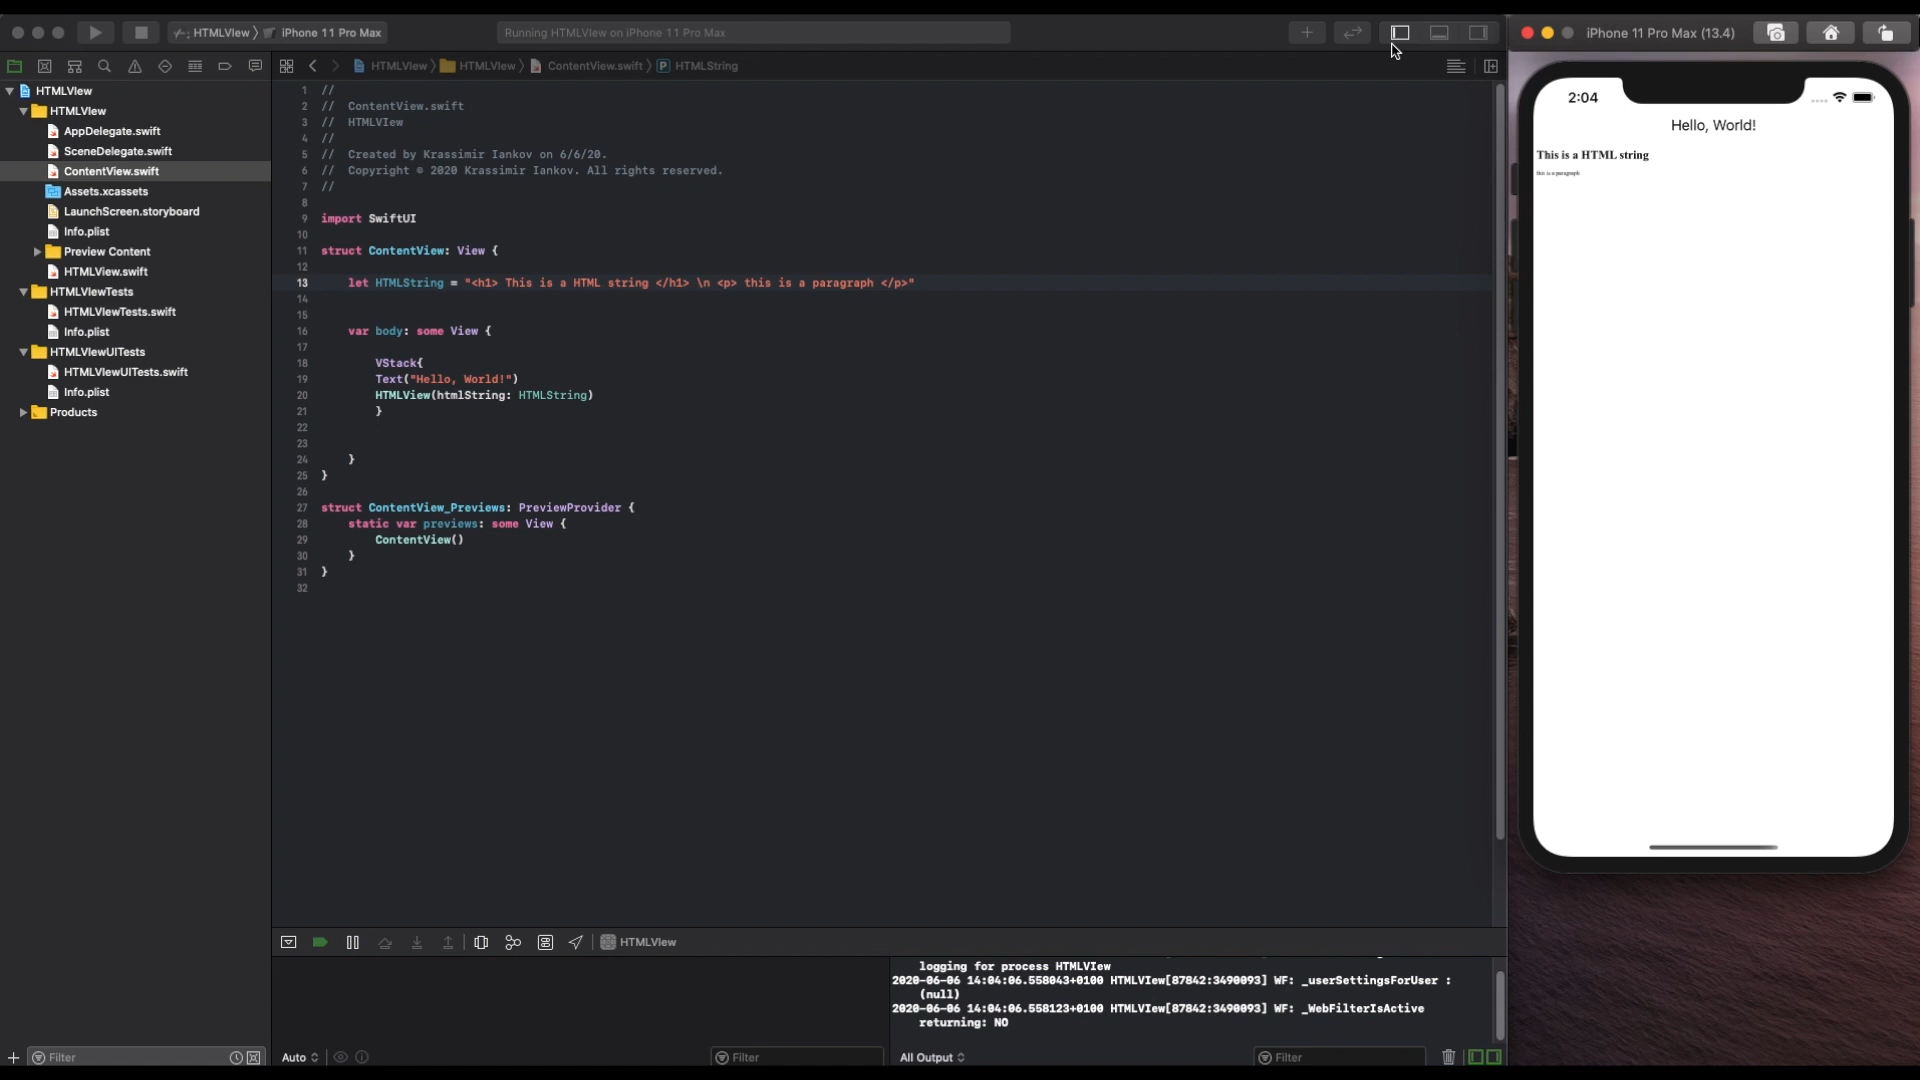 HTMLVIew 〉 iPhone 11 Pro Max
Running HTMLVIew on iPhone 11 Pro Max
iPhone 11 Pro Max (13.4)
HTMLVIew 〉 HTMLVIew 〉 ContentView.swift 〉 P HTMLString
HTMLVIew
HTMLVIew
AppDelegate.swift
SceneDelegate.swift
ContentView.swift
Assets.xcassets
LaunchScreen.storyboard
Info.plist
Preview Content
HTMLView.swift
HTMLVIewTests
HTMLVIewTests.swift
Info.plist
HTMLVIewUITests
HTMLVIewUITests.swift
Info.plist
Products
1 //
2 // ContentView.swift
3 // HTMLVIew
4 //
5 // Created by Krassimir Iankov on 6/6/20.
6 // Copyright © 2020 Krassimir Iankov. All rights reserved.
7 //
8
9 import SwiftUI
10
11 struct ContentView: View {
12
13 let HTMLString = "<h1> This is a HTML string </h1> \n <p> this is a paragraph </p>"
14
15
16 var body: some View {
17
18 VStack{
19 Text("Hello, World!")
20 HTMLView(htmlString: HTMLString)
21 }
22
23
24 }
25 }
26
27 struct ContentView_Previews: PreviewProvider {
28 static var previews: some View {
29 ContentView()
30 }
31 }
32
2:04
Hello, World!
This is a HTML string
this is a paragraph
HTMLVIew
logging for process HTMLVIew
2020-06-06 14:04:06.558043+0100 HTMLVIew[87842:3490093] WF: _userSettingsForUser :
(null)
2020-06-06 14:04:06.558123+0100 HTMLVIew[87842:3490093] WF: _WebFilterIsActive
returning: NO
Filter
Auto
Filter
All Output
Filter